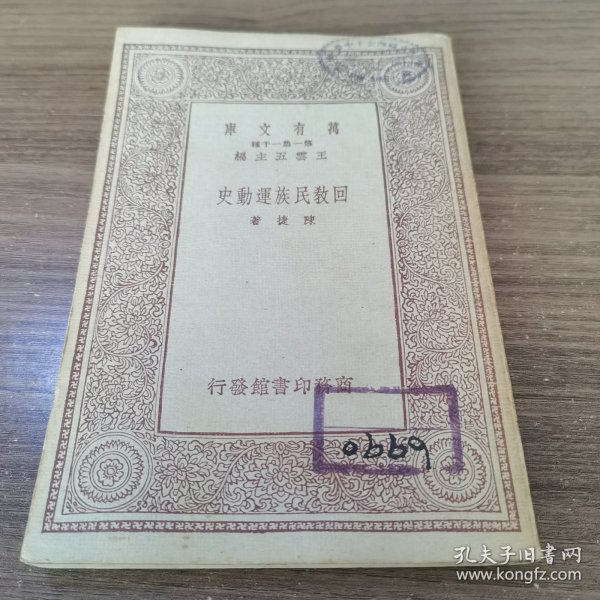 萬有文庫
第一集一千種
王雲五主編
回教民族運動史
陳捷著
商務印書館發行
孔夫子旧书网
www.kongfz.com